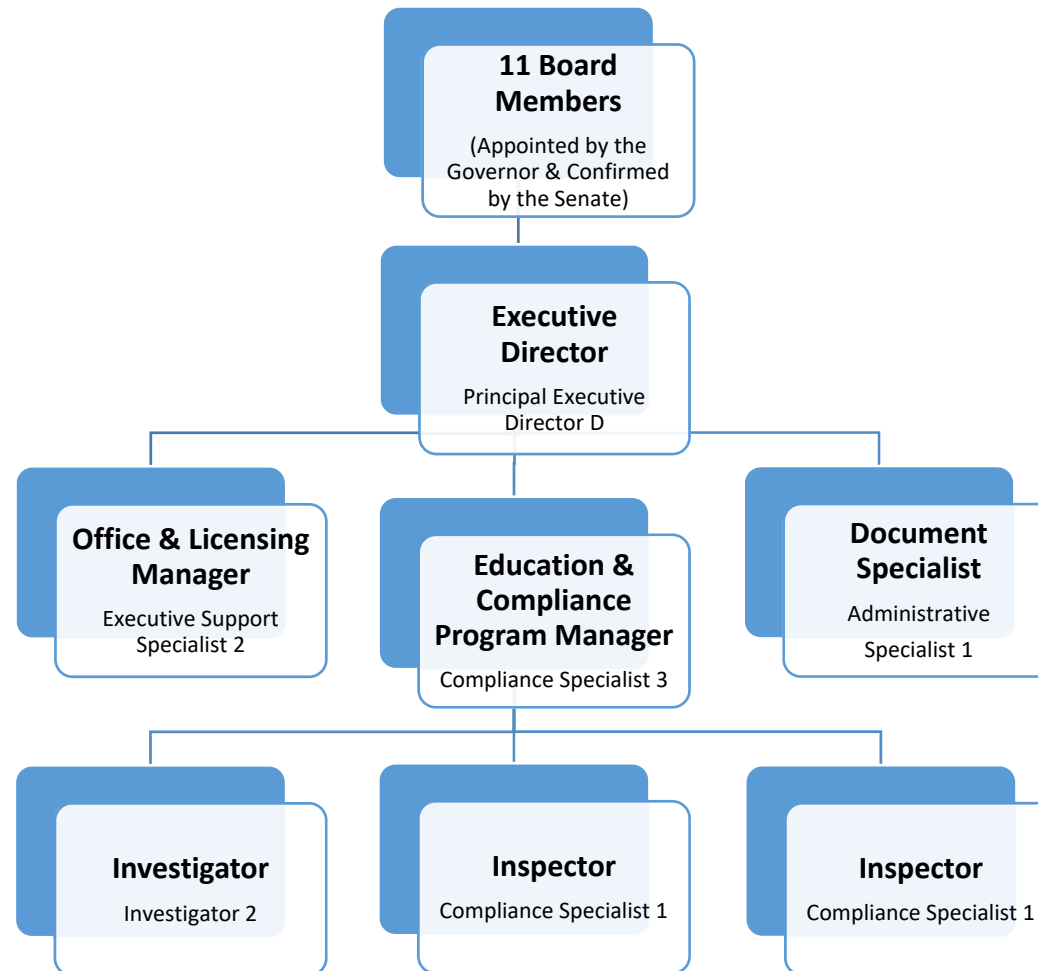 11 Board
Members
(Appointed by the
Governor & Confirmed
by the Senate)
Executive
Director
Principal Executive
Director D
Office & Licensing
Manager
Executive Support
Specialist 2
Education &
Compliance
Program Manager
Compliance Specialist 3
Document
Specialist
Administrative
Specialist 1
Investigator
Investigator 2
Inspector
Compliance Specialist 1
Inspector
Compliance Specialist 1